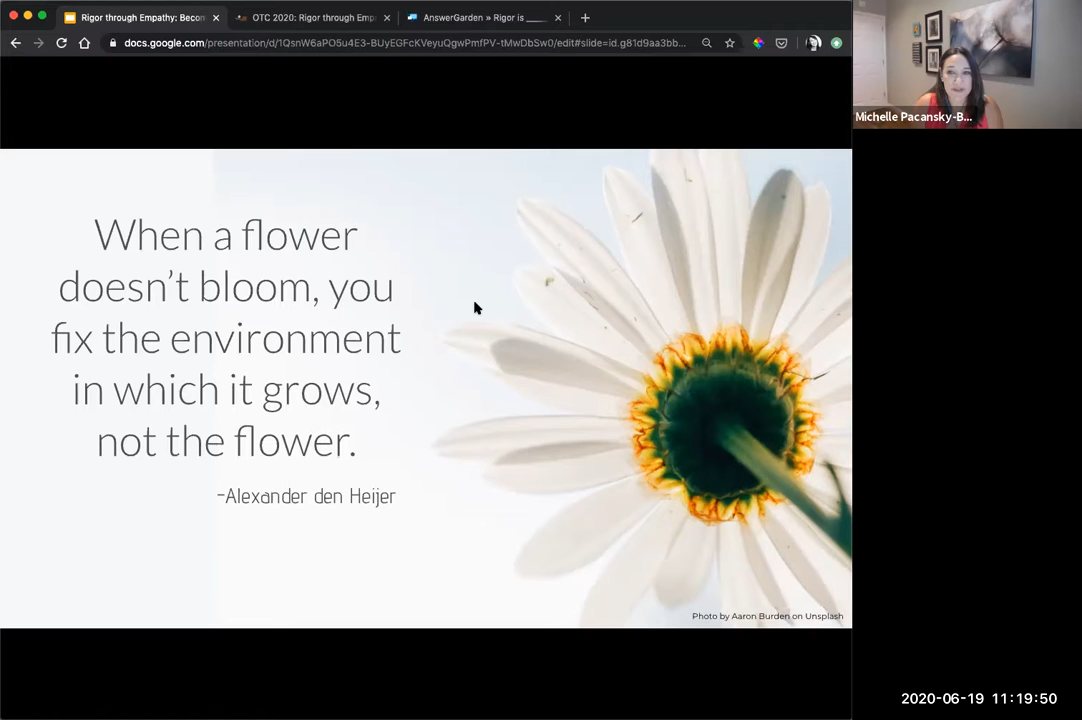 Rigor through Empathy: Becon
OTC 2020: Rigor through Emp
AnswerGarden » Rigor is ____
docs.google.com/presentation/d/1QsnW6aPO5u4E3-BUyEGFcKVeyuQgwPmfPV-tMwDbSw0/edit#slide=id.g81d9aa3bb...
Michelle Pacansky-B...
When a flower
doesn’t bloom, you
fix the environment
in which it grows,
not the flower.
-Alexander den Heijer
Photo by Aaron Burden on Unsplash
2020-06-19 11:19:50